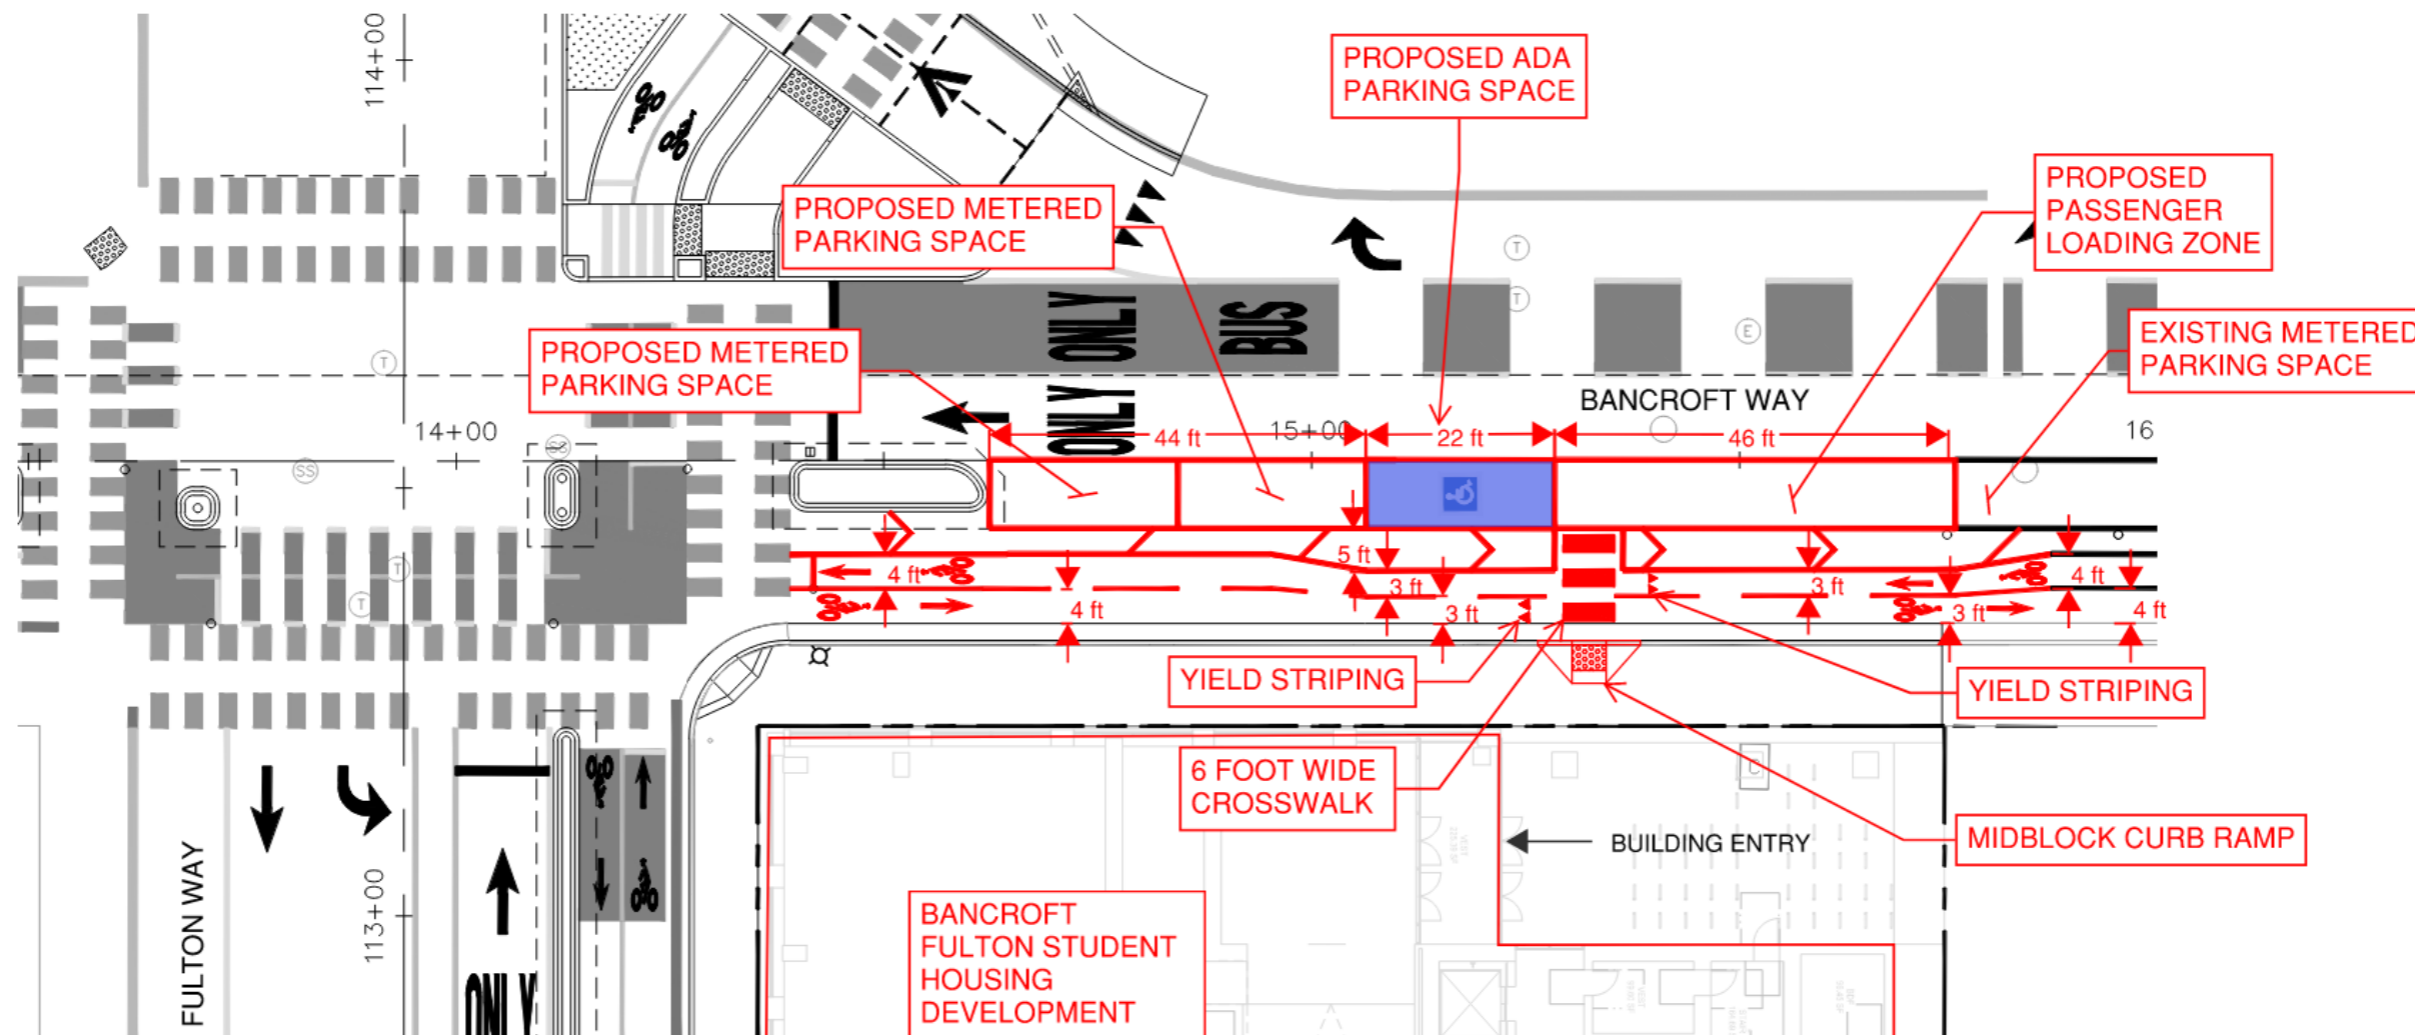 114+00
PROPOSED ADA
PARKING SPACE
PROPOSED METERED
PARKING SPACE
PROPOSED
PASSENGER
LOADING ZONE
T
T
E
ONLY
BUS
PROPOSED METERED
PARKING SPACE
EXISTING METERED
PARKING SPACE
T
ONLY
BANCROFT WAY
14+00
15+00
16
44 ft
22 ft
46 ft
SS
SS
5 ft
4 ft
3 ft
3 ft
4 ft
4 ft
3 ft
3 ft
4 ft
T
T
YIELD STRIPING
YIELD STRIPING
6 FOOT WIDE
CROSSWALK
MIDBLOCK CURB RAMP
BUILDING ENTRY
BANCROFT
FULTON STUDENT
HOUSING
DEVELOPMENT
FULTON WAY
113+00
ONLY
VEST
VEST